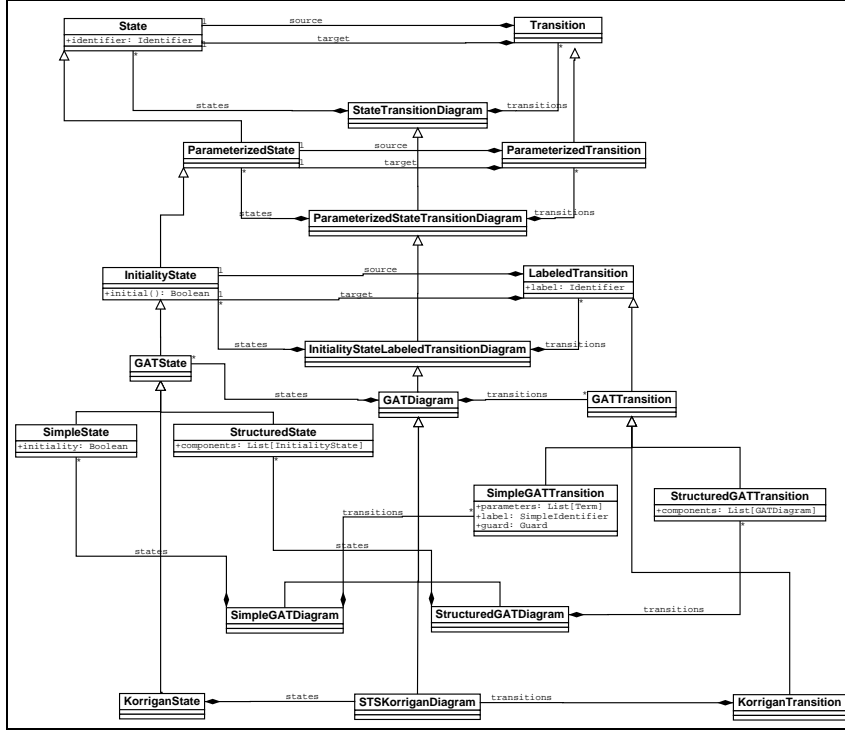 State
+identifier: Identifier
1
source
Transition
1
target
*
*
states
StateTransitionDiagram
transitions
ParameterizedState
1
source
ParameterizedTransition
1
target
*
*
states
ParameterizedStateTransitionDiagram
transitions
InitialityState
+initial(): Boolean
1
source
LabeledTransition
+label: Identifier
1
target
*
*
states
InitialityStateLabeledTransitionDiagram
transitions
GATState
*
states
GATDiagram
transitions
*
GATTransition
SimpleState
+initiality: Boolean
*
StructuredState
+components: List[InitialityState]
*
SimpleGATTransition
+parameters: List[Term]
+label: SimpleIdentifier
+guard: Guard
*
transitions
StructuredGATTransition
+components: List[GATDiagram]
*
states
states
SimpleGATDiagram
StructuredGATDiagram
transitions
KorriganState
states
STSKorriganDiagram
transitions
KorriganTransition